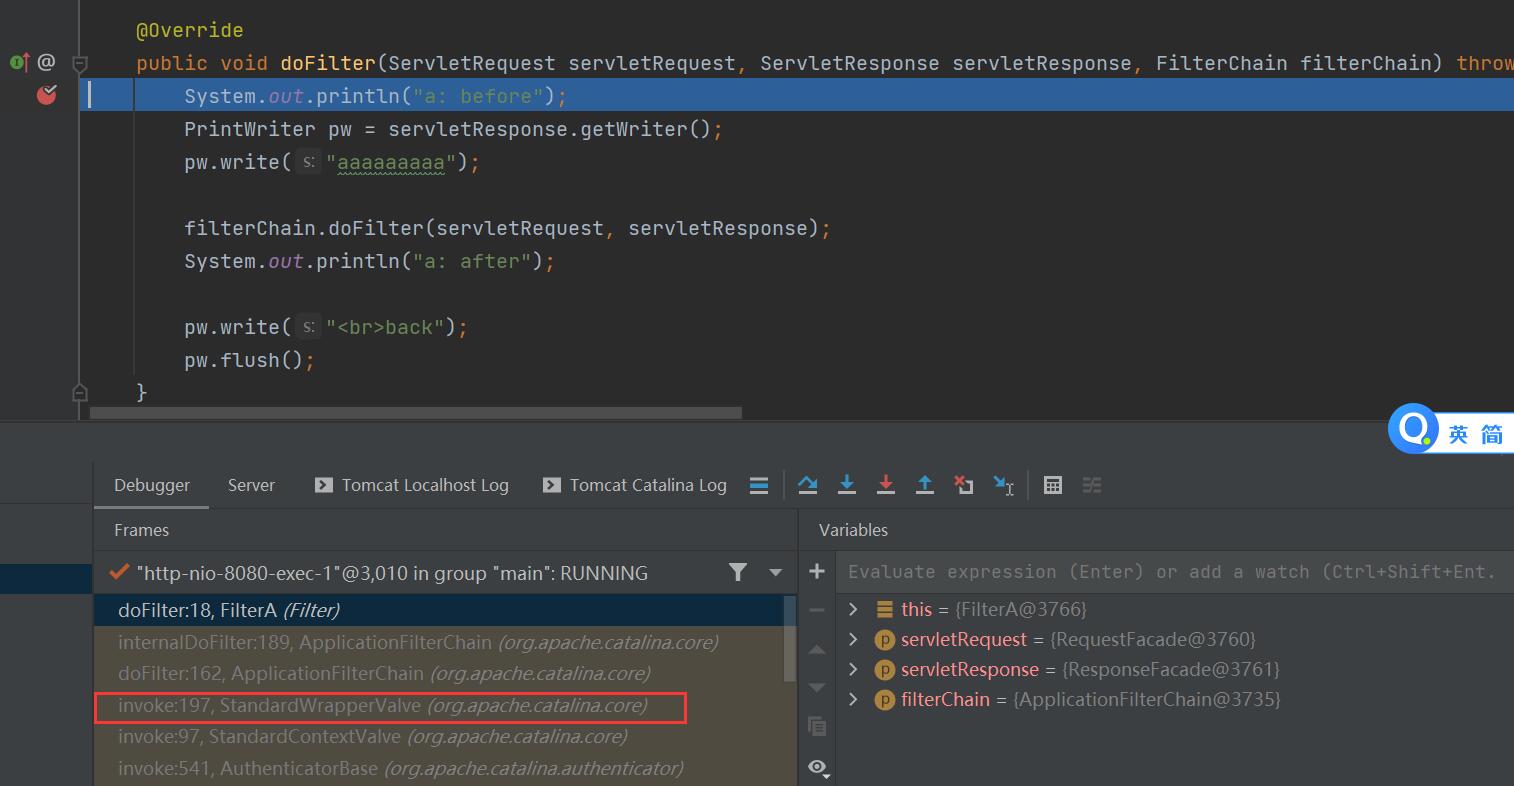 @Override
@ public void doFilter(ServletRequest servletRequest, ServletResponse servletResponse, FilterChain filterChain) throw
System.out.println("a: before");
PrintWriter pw = servletResponse.getWriter();
pw.write( s: "aaaaaaaaa");
filterChain.doFilter(servletRequest, servletResponse);
System.out.println("a: after");
pw.write( s: "<br>back");
pw.flush();
}
英 简
Debugger Server Tomcat Localhost Log Tomcat Catalina Log
Frames Variables
"http-nio-8080-exec-1"@3,010 in group "main": RUNNING
Evaluate expression (Enter) or add a watch (Ctrl+Shift+Ent.
doFilter:18, FilterA (Filter)
internalDoFilter:189, ApplicationFilterChain (org.apache.catalina.core)
doFilter:162, ApplicationFilterChain (org.apache.catalina.core)
invoke:197, StandardWrapperValve (org.apache.catalina.core)
invoke:97, StandardContextValve (org.apache.catalina.core)
invoke:541, AuthenticatorBase (org.apache.catalina.authenticator)
this = {FilterA@3766}
p servletRequest = {RequestFacade@3760}
p servletResponse = {ResponseFacade@3761}
p filterChain = {ApplicationFilterChain@3735}